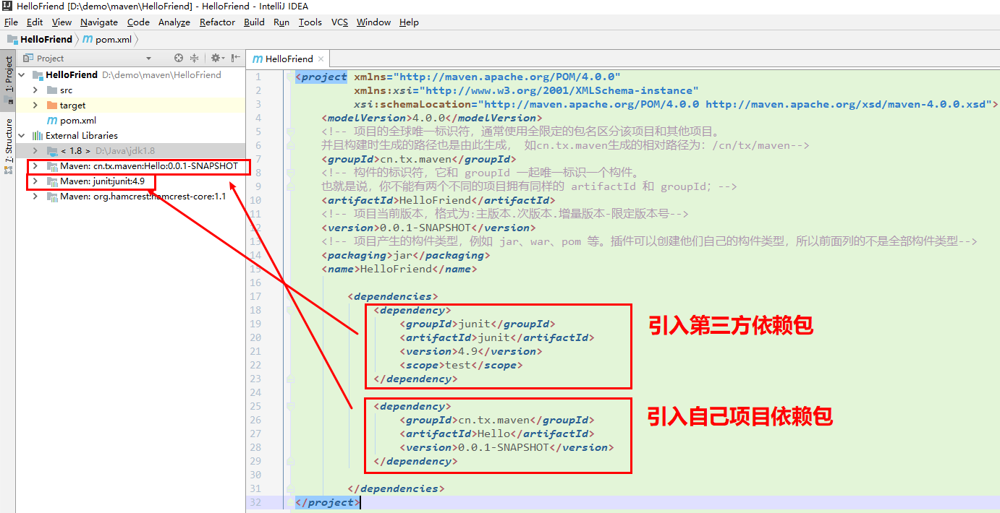 HelloFriend [D:\demo\maven\HelloFriend] - HelloFriend - IntelliJ IDEA
File Edit View Navigate Code Analyze Refactor Build Run Tools VCS Window Help
HelloFriend pom.xml
Project
HelloFriend
1: Project
7: Structure
HelloFriend D:\demo\maven\HelloFriend
src
target
pom.xml
External Libraries
< 1.8 > D:\Java\jdk1.8
Maven: cn.tx.maven:Hello:0.0.1-SNAPSHOT
Maven: junit:junit:4.9
Maven: org.hamcrest:hamcrest-core:1.1
1 <project xmlns="http://maven.apache.org/POM/4.0.0"
2 xmlns:xsi="http://www.w3.org/2001/XMLSchema-instance"
3 xsi:schemaLocation="http://maven.apache.org/POM/4.0.0 http://maven.apache.org/xsd/maven-4.0.0.xsd">
4 <modelVersion>4.0.0</modelVersion>
5 <!-- 项目的全球唯一标识符，通常使用全限定的包名区分该项目和其他项目。
6 并且构建时生成的路径也是由此生成， 如cn.tx.maven生成的相对路径为：/cn/tx/maven-->
7 <groupId>cn.tx.maven</groupId>
8 <!-- 构件的标识符，它和 groupId 一起唯一标识一个构件。
9 也就是说，你不能有两个不同的项目拥有同样的 artifactId 和 groupId；-->
10 <artifactId>HelloFriend</artifactId>
11 <!-- 项目当前版本，格式为:主版本.次版本.增量版本-限定版本号-->
12 <version>0.0.1-SNAPSHOT</version>
13 <!-- 项目产生的构件类型，例如 jar、war、pom 等。插件可以创建他们自己的构件类型，所以前面列的不是全部构件类型-->
14 <packaging>jar</packaging>
15 <name>HelloFriend</name>
16
17 <dependencies>
18 <dependency>
19 <groupId>junit</groupId>
20 <artifactId>junit</artifactId>
21 <version>4.9</version>
22 <scope>test</scope>
23 </dependency>
引入第三方依赖包
24
25 <dependency>
26 <groupId>cn.tx.maven</groupId>
27 <artifactId>Hello</artifactId>
28 <version>0.0.1-SNAPSHOT</version>
29 </dependency>
引入自己项目依赖包
30
31 </dependencies>
32 </project>